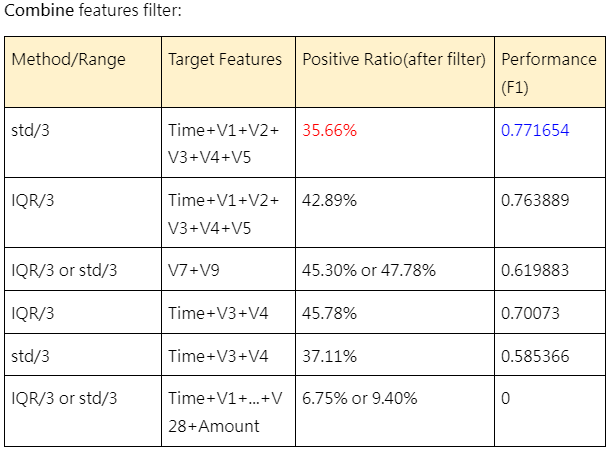 Combine features filter:
Method/Range Target Features Positive Ratio(after filter) Performance
(F1)
std/3 Time+V1+V2+ 35.66% 0.771654
V3+V4+V5
IQR/3 Time+V1+V2+ 42.89% 0.763889
V3+V4+V5
IQR/3 or std/3 V7+V9 45.30% or 47.78% 0.619883
IQR/3 Time+V3+V4 45.78% 0.70073
std/3 Time+V3+V4 37.11% 0.585366
IQR/3 or std/3 Time+V1+...+V 6.75% or 9.40% 0
28+Amount